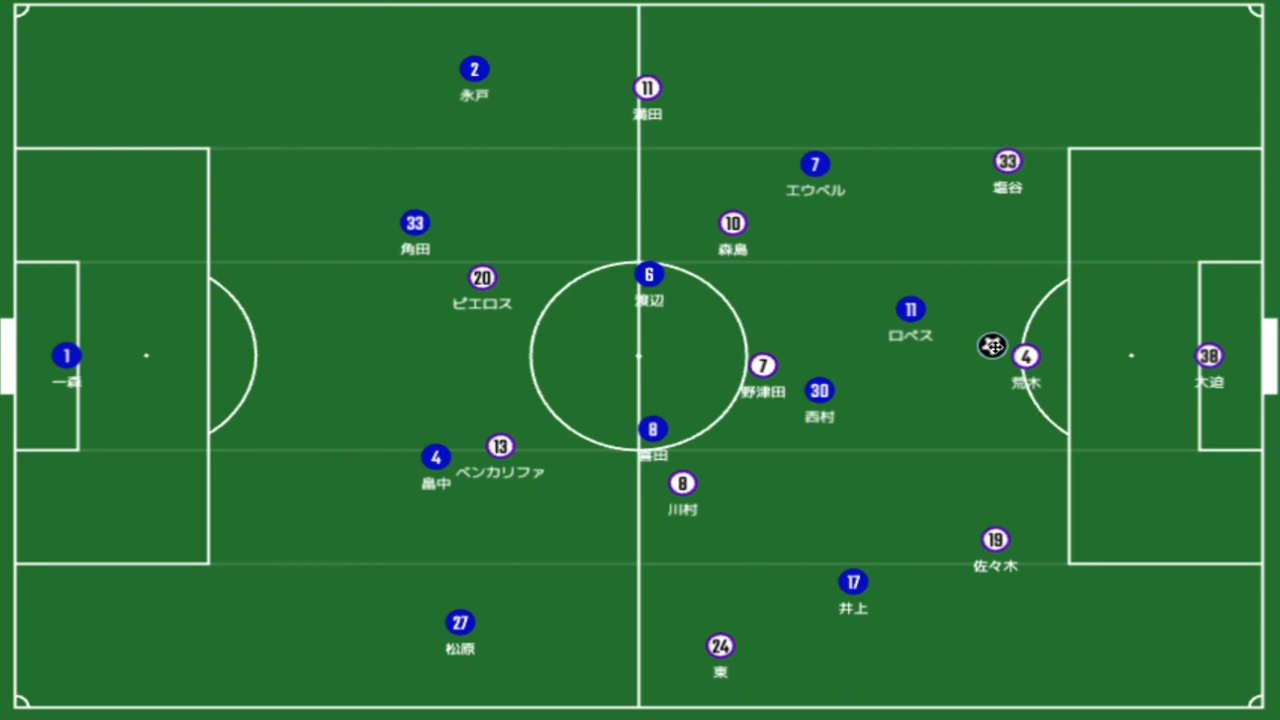 2
永戸
11
満田
7
エウベル
33
塩谷
33
角田
10
森島
20
ピエロス
6
渡辺
11
ロペス
1
一森
4
荒木
38
大迫
7
野津田
30
西村
8
喜田
4
畠中
13
ベンカリファ
8
川村
19
佐々木
17
井上
27
松原
24
東